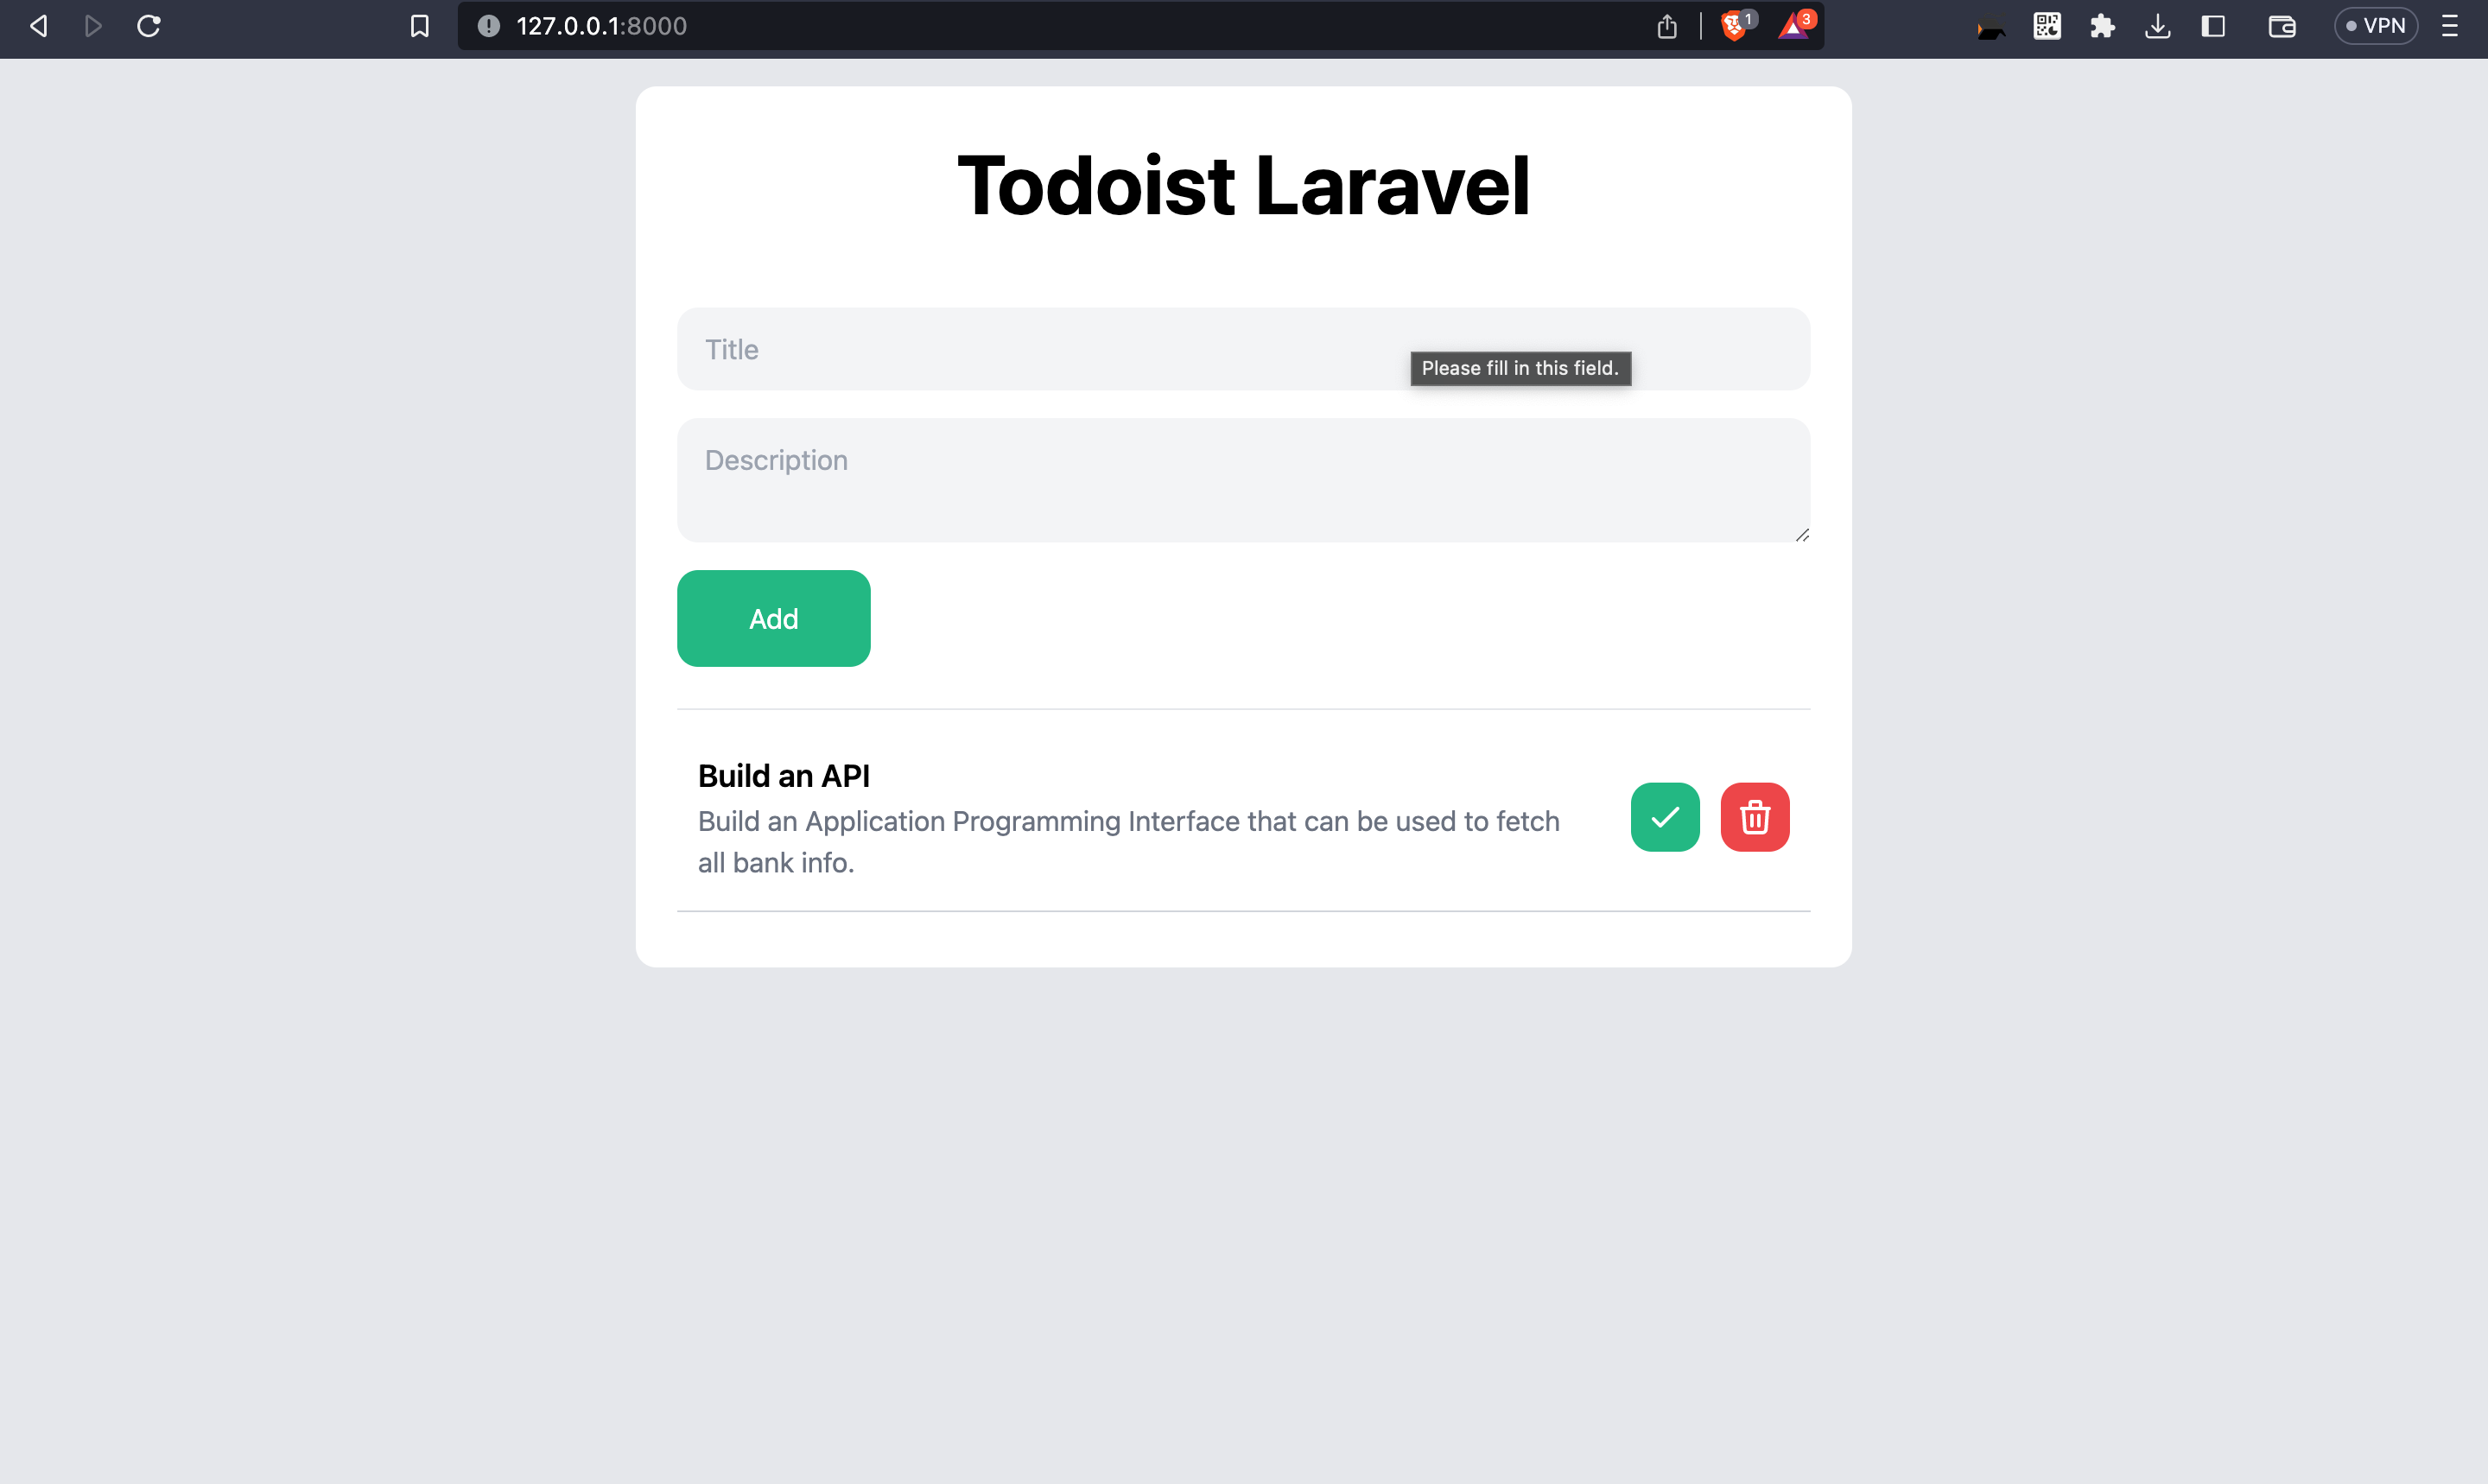 127.0.0.1:8000
1
3
VPN
Todoist Laravel
Title
Please fill in this field.
Description
Add
Build an API
Build an Application Programming Interface that can be used to fetch
all bank info.